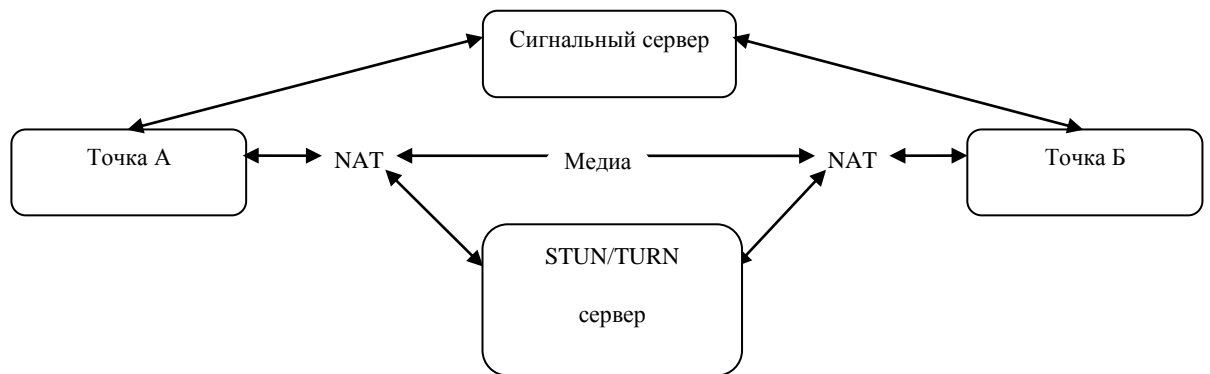 Сигнальный сервер
Точка А
NAT
Медиа
NAT
Точка Б
STUN/TURN
сервер